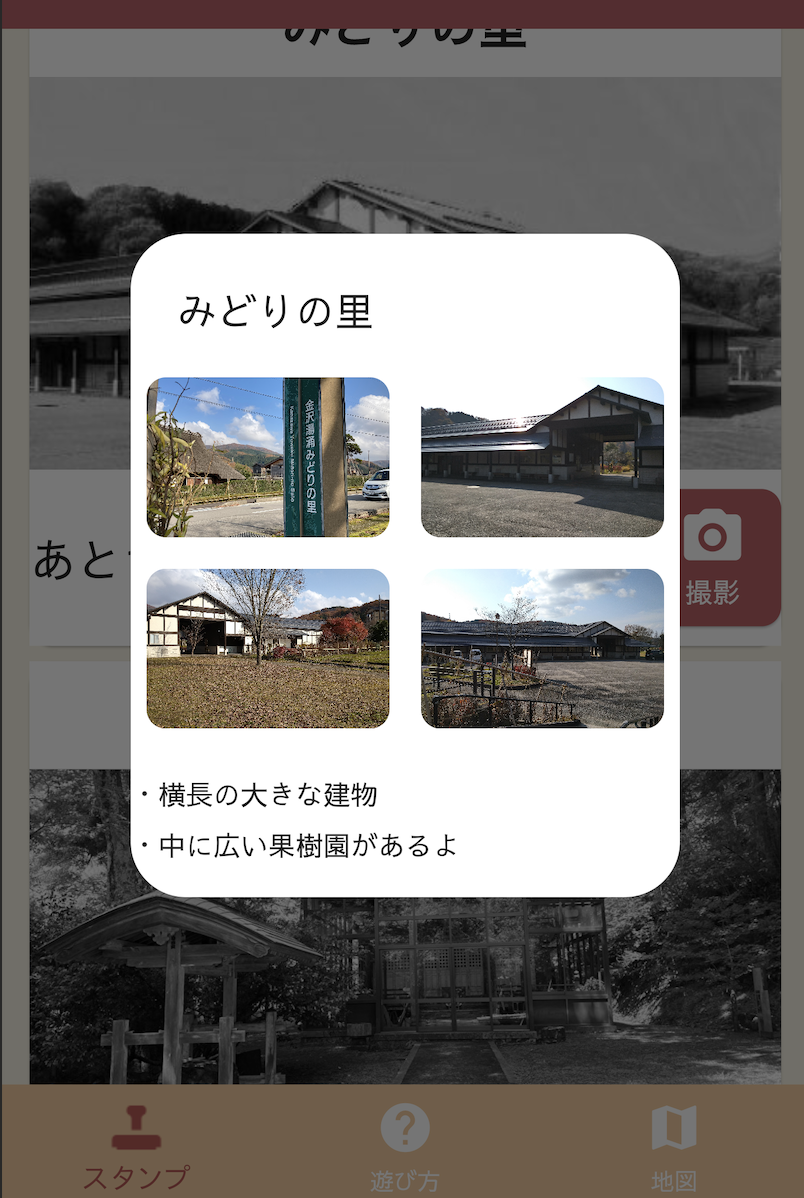 みどりの里
みどりの里
金沢湯涌みどりの里
あと
撮影
・横長の大きな建物
・中に広い果樹園があるよ
スタンプ
遊び方
地図